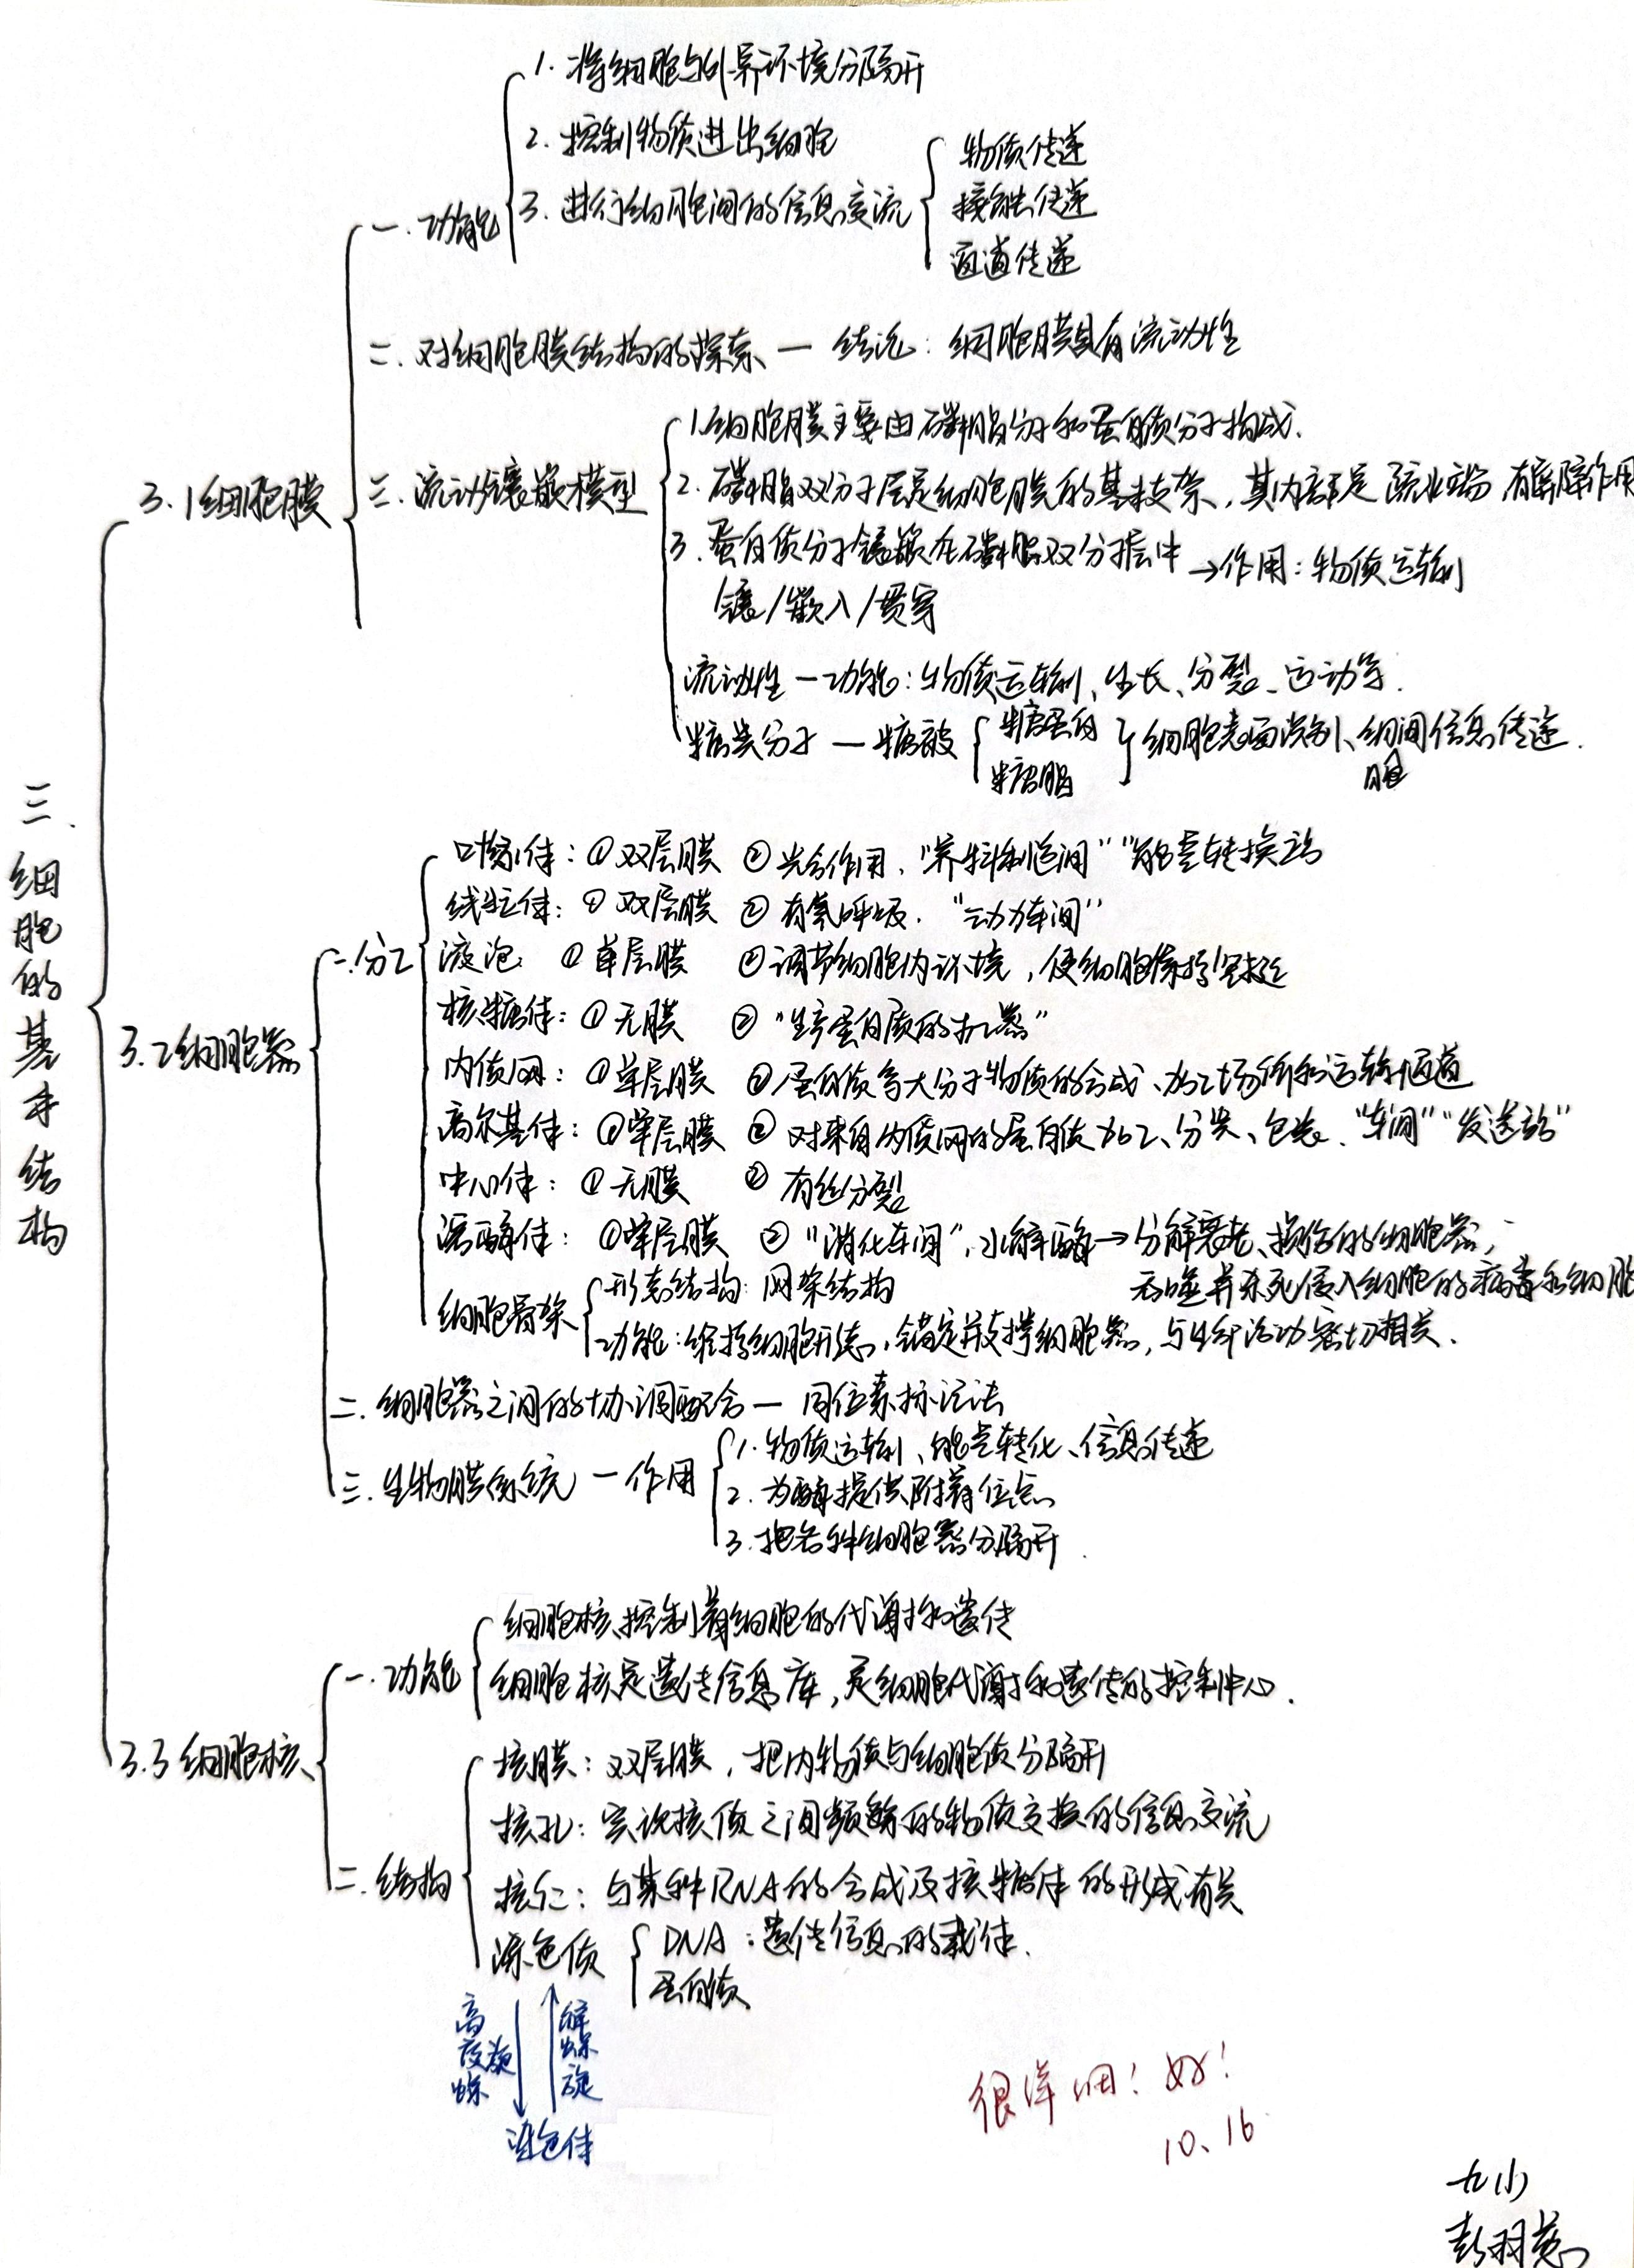 三、细胞的基本结构
3.1细胞膜
一.功能
1. 将细胞与外界环境分隔开
2. 控制物质进出细胞
3. 进行细胞间的信息交流
物质传递
接触传递
通道传递
二.对细胞膜结构的探索 — 结论：细胞膜具有流动性
三.流动镶嵌模型
1.细胞膜主要由磷脂分子和蛋白质分子构成.
2.磷脂双分子层是细胞膜的基本支架，其内部是疏水端 有屏障作用
3.蛋白质分子镶嵌在磷脂双分子层中→作用：物质运输
镶/嵌入/贯穿
流动性 — 功能：物质运输、生长、分裂、运动等.
糖类分子 — 糖被
糖蛋白
糖脂
细胞表面识别、细胞间信息传递.
3.2细胞器
一.分工
叶绿体：①双层膜 ②光合作用，“养料制造间”“能量转换站
线粒体：①双层膜 ②有氧呼吸.“动力车间”
液泡 ①单层膜 ②调节细胞内环境，使细胞保持坚挺
核糖体：①无膜 ②“生产蛋白质的机器”
内质网：①单层膜 ②蛋白质等大分子物质的合成、加工场所和运输通道
高尔基体：①单层膜 ②对来自内质网的蛋白质加工、分类、包装、“车间”“发送站”
中心体：①无膜 ②有丝分裂
溶酶体：①单层膜 ②“消化车间”，水解酶→分解衰老、损伤的细胞器；
吞噬并杀死侵入细胞的病毒和细胞
细胞骨架
形态结构：网架结构
功能：维持细胞形态，锚定并支撑细胞器，与生命活动密切相关.
二.细胞器之间的协调配合 — 同位素标记法
三.生物膜系统 — 作用
1.物质运输、能量转化、信息传递
2.为酶提供附着位点
3.把各种细胞器分隔开.
3.3细胞核
一.功能
细胞核控制着细胞的代谢和遗传
细胞核是遗传信息库，是细胞代谢和遗传的控制中心.
二.结构
核膜：双层膜，把内物质与细胞质分隔开
核孔：实现核质之间频繁的物质交换的信息交流
核仁：与某种RNA的合成及核糖体的形成有关
染色质
DNA：遗传信息的载体.
蛋白质
高度螺旋
解螺旋
染色体
很详细！好！
10、16